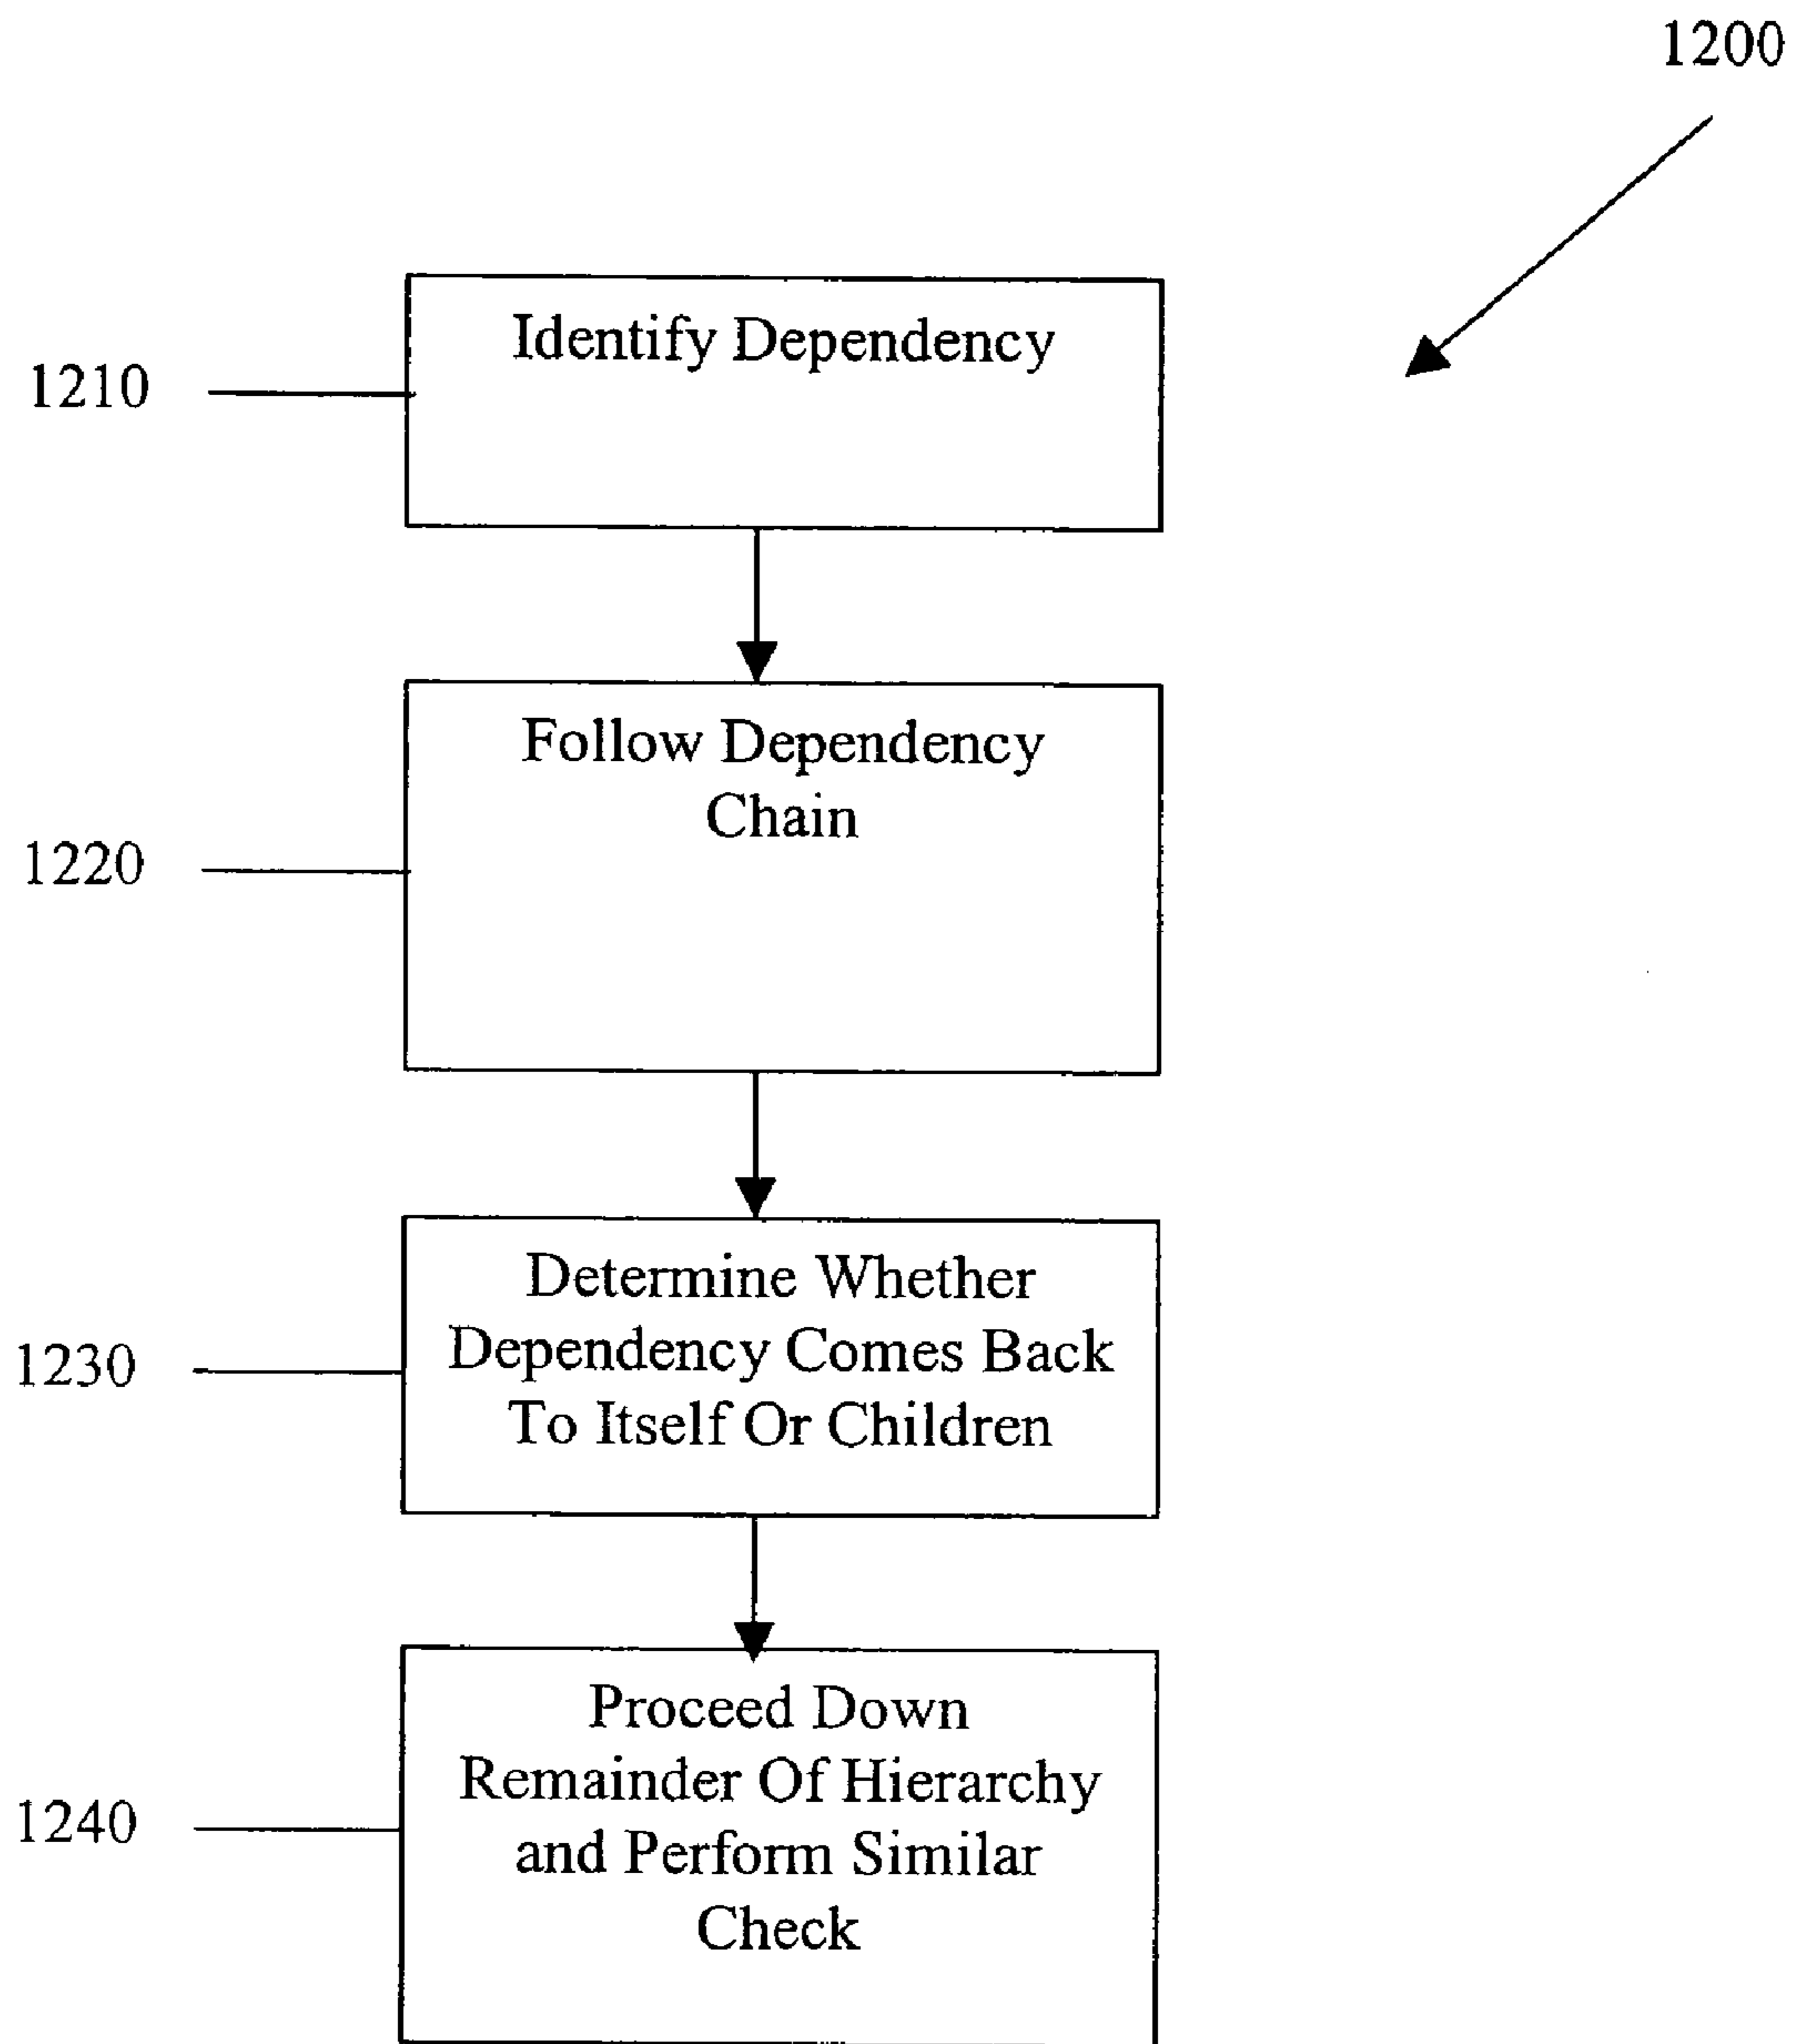 1200
Identify Dependency
1210
Follow Dependency
Chain
1220
Determine Whether
Dependency Comes Back
To Itself Or Children
1230
Proceed Down
Remainder Of Hierarchy
and Perform Similar
Check
1240